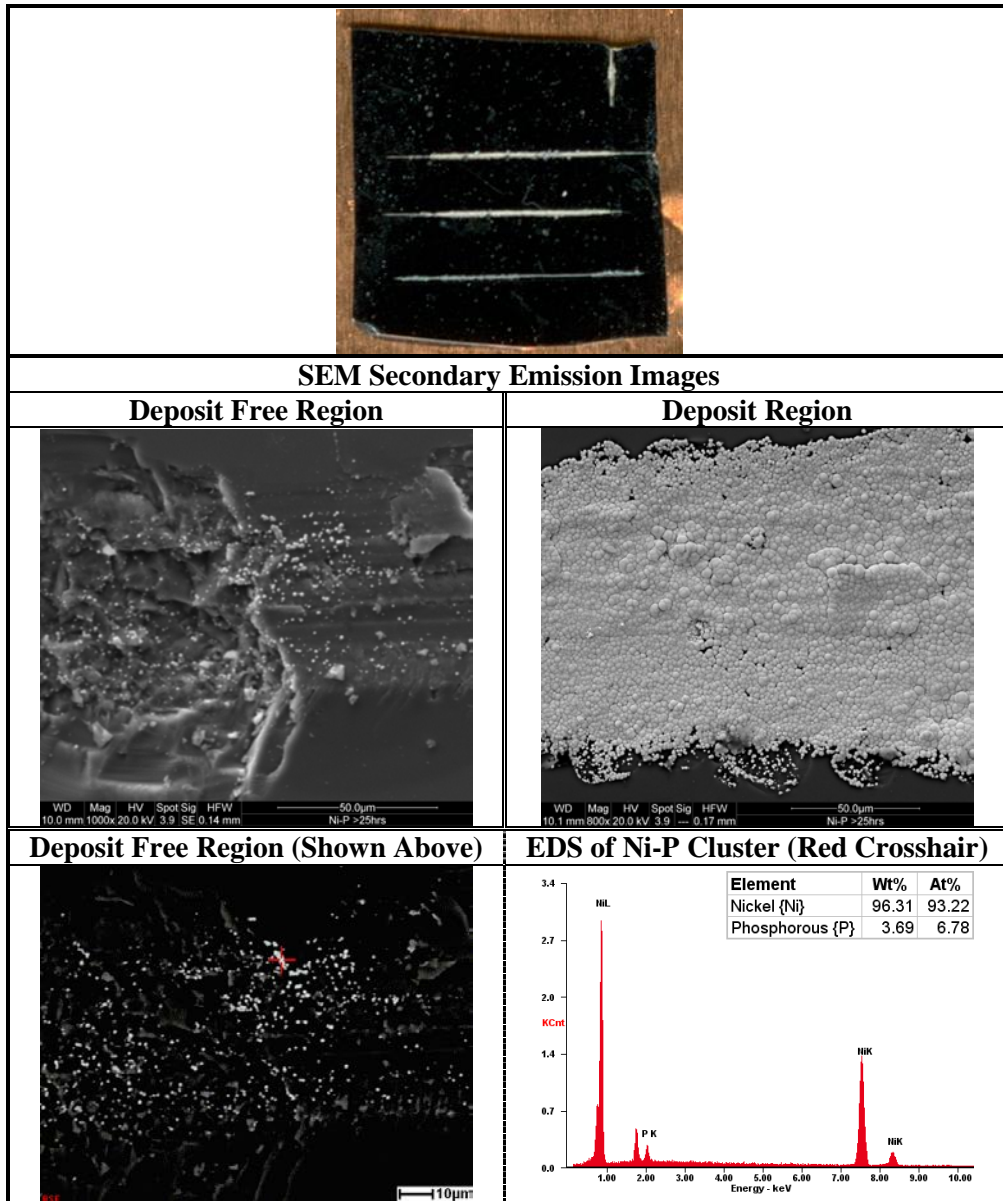 SEM Secondary Emission Images
Deposit Free Region
Deposit Region
WD Mag HV Spot Sig HFW 50.0µm
10.0 mm 1000x 20.0 kV 3.9 SE 0.14 mm Ni-P >25hrs
WD Mag HV Spot Sig HFW 50.0µm
10.1 mm 800x 20.0 kV 3.9 --- 0.17 mm Ni-P >25hrs
Deposit Free Region (Shown Above)
EDS of Ni-P Cluster (Red Crosshair)
BSE 10µm
Element Wt% At%
Nickel {Ni} 96.31 93.22
Phosphorous {P} 3.69 6.78
3.4
NiL
2.7
2.0
KCnt
1.4
NiK
0.7
P K
NiK
0.0
1.00 2.00 3.00 4.00 5.00 6.00 7.00 8.00 9.00 10.00
Energy - keV